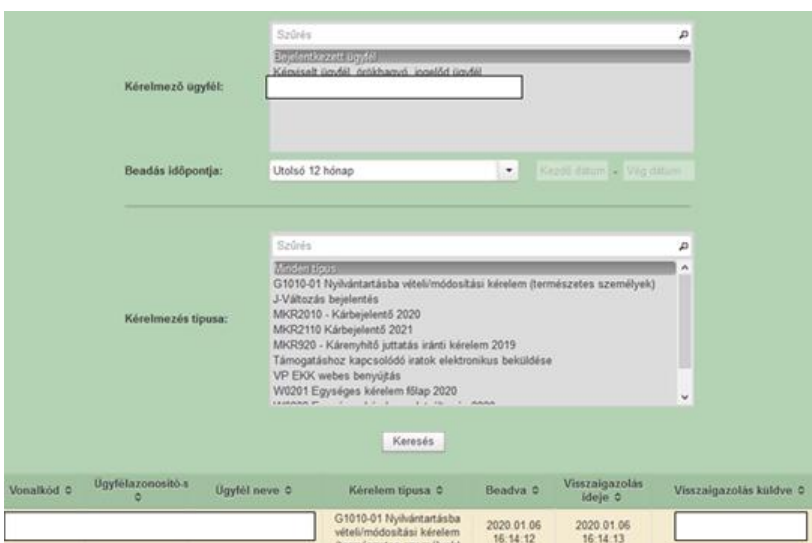 Szűrés
Bejelentkezett ügyfél
Képviselt ügyfél, örökhagyó, jogelőd ügyfél
Kérelmező ügyfél:
Beadás időpontja:
Utolsó 12 hónap
Kezdő dátum - Vég dátum
Szűrés
Minden típus
G1010-01 Nyilvántartásba vételi/módosítási kérelem (természetes személyek)
J-Változás bejelentés
MKR2010 - Kárbejelentő 2020
MKR2110 Kárbejelentő 2021
Kérelmezés típusa:
MKR920 - Kárenyhítő juttatás iránti kérelem 2019
Támogatáshoz kapcsolódó iratok elektronikus beküldése
VP EKK webes benyújtás
W0201 Egységes kérelem főlap 2020
Keresés
Vonalkód
Ügyfélazonosító-s
Ügyfél neve
Kérelem típusa
Beadva
Visszaigazolás ideje
Visszaigazolás küldve
G1010-01 Nyilvántartásba
vételi/módosítási kérelem
2020.01.06
16:14:12
2020.01.06
16:14:13